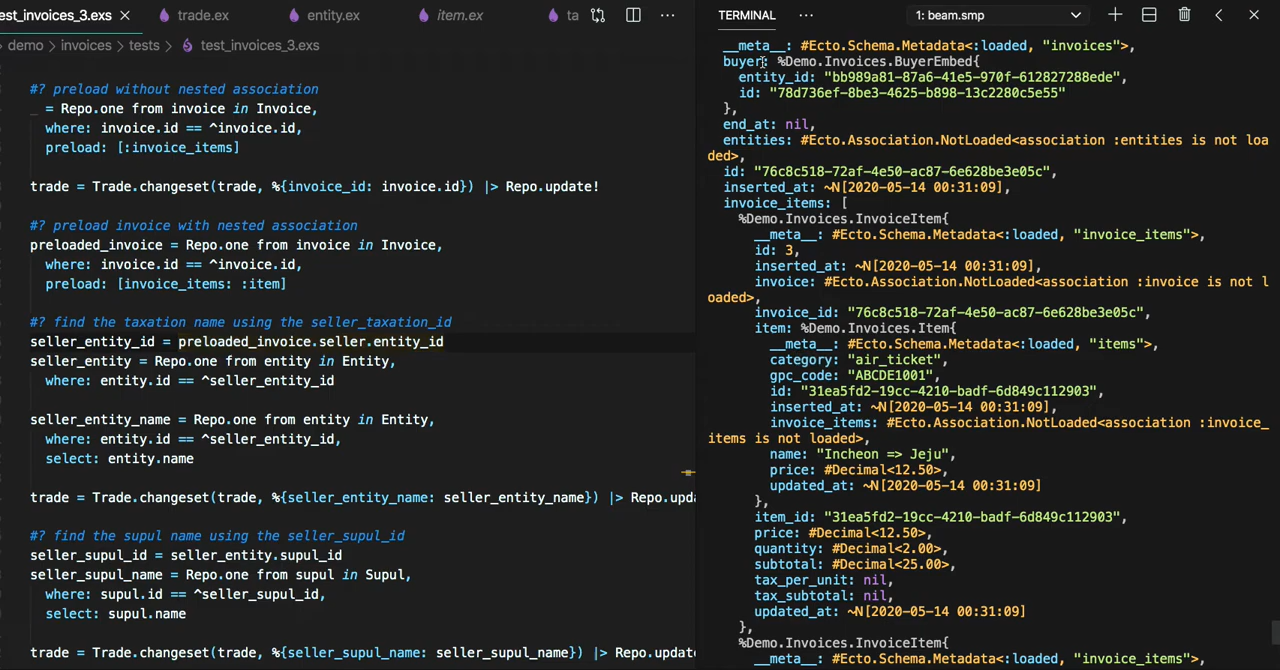 est_invoices_3.exs
trade.ex
entity.ex
item.ex
ta
demo > invoices > tests > test_invoices_3.exs
#? preload without nested association
_ = Repo.one from invoice in Invoice,
where: invoice.id == ^invoice.id,
preload: [:invoice_items]
trade = Trade.changeset(trade, %{invoice_id: invoice.id}) |> Repo.update!
#? preload invoice with nested association
preloaded_invoice = Repo.one from invoice in Invoice,
where: invoice.id == ^invoice.id,
preload: [invoice_items: :item]
#? find the taxation name using the seller_taxation_id
seller_entity_id = preloaded_invoice.seller.entity_id
seller_entity = Repo.one from entity in Entity,
where: entity.id == ^seller_entity_id
seller_entity_name = Repo.one from entity in Entity,
where: entity.id == ^seller_entity_id,
select: entity.name
trade = Trade.changeset(trade, %{seller_entity_name: seller_entity_name}) |> Repo.upda
#? find the supul name using the seller_supul_id
seller_supul_id = seller_entity.supul_id
seller_supul_name = Repo.one from supul in Supul,
where: supul.id == ^seller_supul_id,
select: supul.name
trade = Trade.changeset(trade, %{seller_supul_name: seller_supul_name}) |> Repo.update
TERMINAL
1: beam.smp
__meta__: #Ecto.Schema.Metadata<:loaded, "invoices">,
buyer: %Demo.Invoices.BuyerEmbed{
entity_id: "bb989a81-87a6-41e5-970f-612827288ede",
id: "78d736ef-8be3-4625-b898-13c2280c5e55"
},
end_at: nil,
entities: #Ecto.Association.NotLoaded<association :entities is not loa
ded>,
id: "76c8c518-72af-4e50-ac87-6e628be3e05c",
inserted_at: ~N[2020-05-14 00:31:09],
invoice_items: [
%Demo.Invoices.InvoiceItem{
__meta__: #Ecto.Schema.Metadata<:loaded, "invoice_items">,
id: 3,
inserted_at: ~N[2020-05-14 00:31:09],
invoice: #Ecto.Association.NotLoaded<association :invoice is not l
oaded>,
invoice_id: "76c8c518-72af-4e50-ac87-6e628be3e05c",
item: %Demo.Invoices.Item{
__meta__: #Ecto.Schema.Metadata<:loaded, "items">,
category: "air_ticket",
gpc_code: "ABCDE1001",
id: "31ea5fd2-19cc-4210-badf-6d849c112903",
inserted_at: ~N[2020-05-14 00:31:09],
invoice_items: #Ecto.Association.NotLoaded<association :invoice_
items is not loaded>,
name: "Incheon => Jeju",
price: #Decimal<12.50>,
updated_at: ~N[2020-05-14 00:31:09]
},
item_id: "31ea5fd2-19cc-4210-badf-6d849c112903",
price: #Decimal<12.50>,
quantity: #Decimal<2.00>,
subtotal: #Decimal<25.00>,
tax_per_unit: nil,
tax_subtotal: nil,
updated_at: ~N[2020-05-14 00:31:09]
},
%Demo.Invoices.InvoiceItem{
__meta__: #Ecto.Schema.Metadata<:loaded, "invoice_items">,